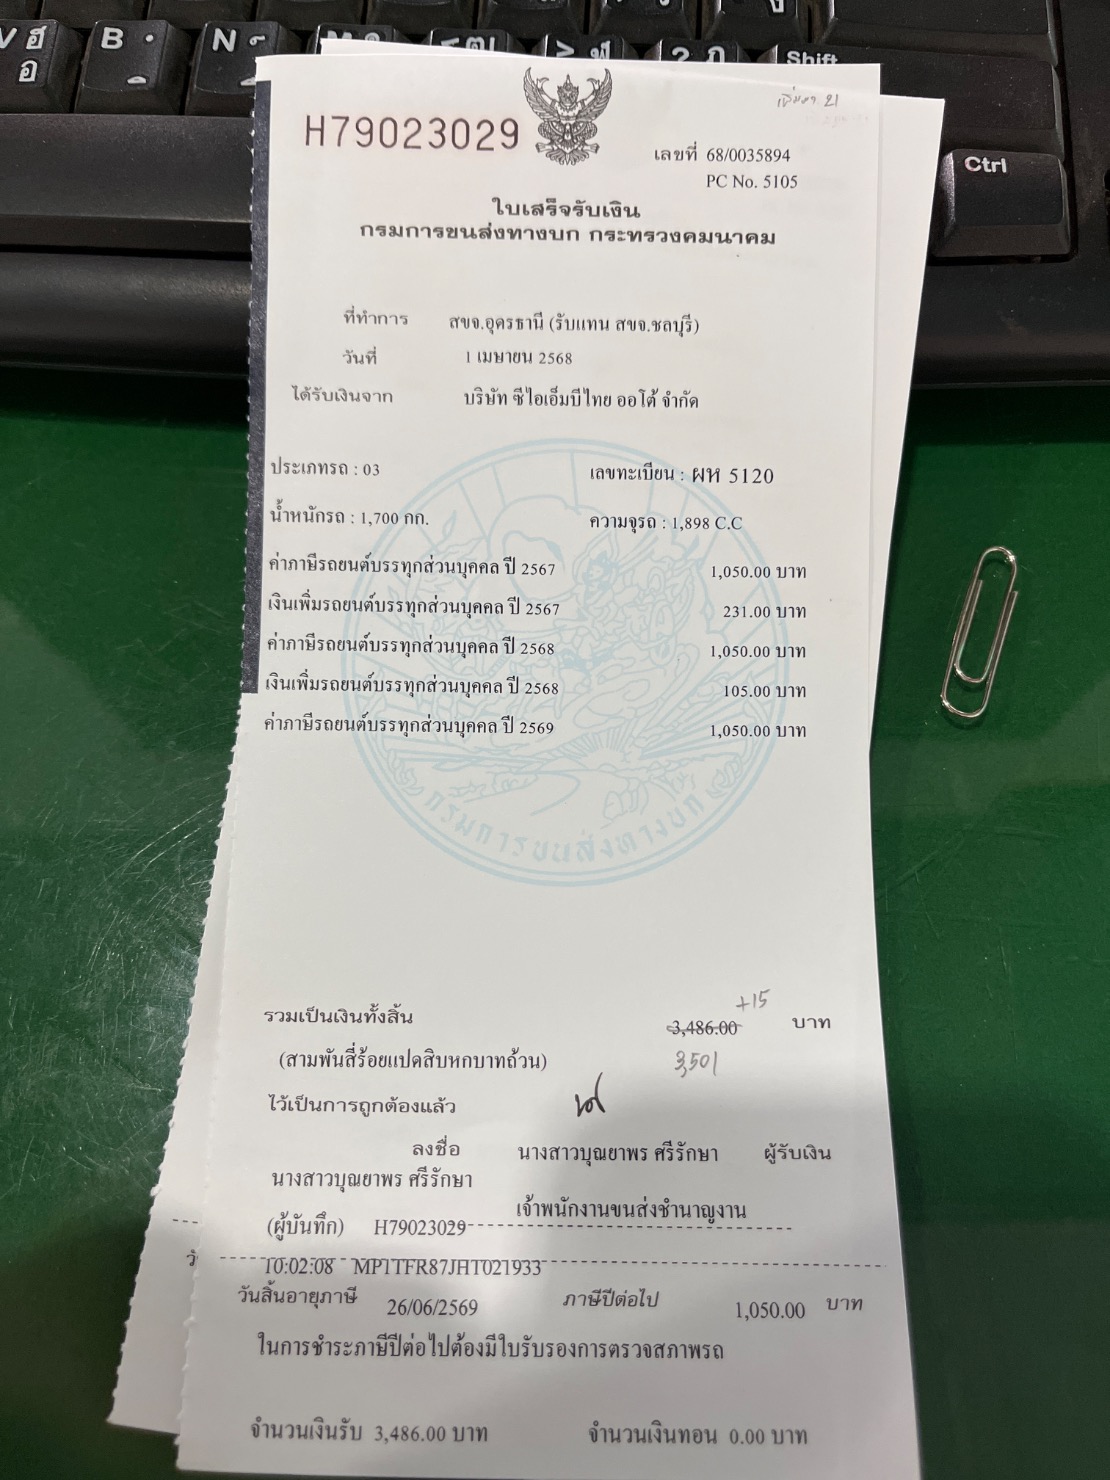 V ฮ อ
B
N
Shift
Ctrl
H79023029
21
เลขที่ 68/0035894
PC No. 5105
ใบเสร็จรับเงิน
กรมการขนส่งทางบก กระทรวงคมนาคม
ที่ทำการ สขจ.อุดรธานี (รับแทน สขจ.ชลบุรี)
วันที่ 1 เมษายน 2568
ได้รับเงินจาก บริษัท ซีไอเอ็มบีไทย ออโต้ จำกัด
ประเภทรถ : 03 เลขทะเบียน : ผห 5120
น้ำหนักรถ : 1,700 กก. ความจุรถ : 1,898 C.C
ค่าภาษีรถยนต์บรรทุกส่วนบุคคล ปี 2567 1,050.00 บาท
เงินเพิ่มรถยนต์บรรทุกส่วนบุคคล ปี 2567 231.00 บาท
ค่าภาษีรถยนต์บรรทุกส่วนบุคคล ปี 2568 1,050.00 บาท
เงินเพิ่มรถยนต์บรรทุกส่วนบุคคล ปี 2568 105.00 บาท
ค่าภาษีรถยนต์บรรทุกส่วนบุคคล ปี 2569 1,050.00 บาท
กรมการขนส่งทางบก
+15
รวมเป็นเงินทั้งสิ้น 3,486.00 บาท
(สามพันสี่ร้อยแปดสิบหกบาทถ้วน) 3,501
ไว้เป็นการถูกต้องแล้ว
ลงชื่อ นางสาวบุณยาพร ศรีรักษา ผู้รับเงิน
นางสาวบุณยาพร ศรีรักษา
เจ้าพนักงานขนส่งชำนาญงาน
(ผู้บันทึก) H79023029
10:02:08 MP1TFR87JHT021933
วันสิ้นอายุภาษี 26/06/2569 ภาษีปีต่อไป 1,050.00 บาท
ในการชำระภาษีปีต่อไปต้องมีใบรับรองการตรวจสภาพรถ
จำนวนเงินรับ 3,486.00 บาท จำนวนเงินทอน 0.00 บาท